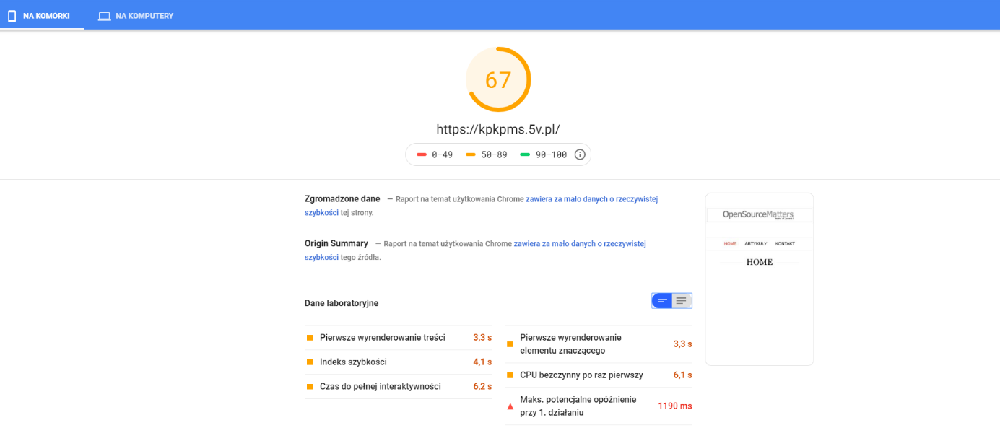 NA KOMÓRKI NA KOMPUTERY
67
https://kpkpms.5v.pl/
0–49 50–89 90–100
Zgromadzone dane — Raport na temat użytkowania Chrome zawiera za mało danych o rzeczywistej
szybkości tej strony.
Origin Summary — Raport na temat użytkowania Chrome zawiera za mało danych o rzeczywistej
szybkości tego źródła.
Dane laboratoryjne
Pierwsze wyrenderowanie treści 3,3 s
Indeks szybkości 4,1 s
Czas do pełnej interaktywności 6,2 s
Pierwsze wyrenderowanie
elementu znaczącego 3,3 s
CPU bezczynny po raz pierwszy 6,1 s
Maks. potencjalne opóźnienie
przy 1. działaniu 1190 ms
OpenSourceMatters
HOME ARTYKUŁY KONTAKT
HOME